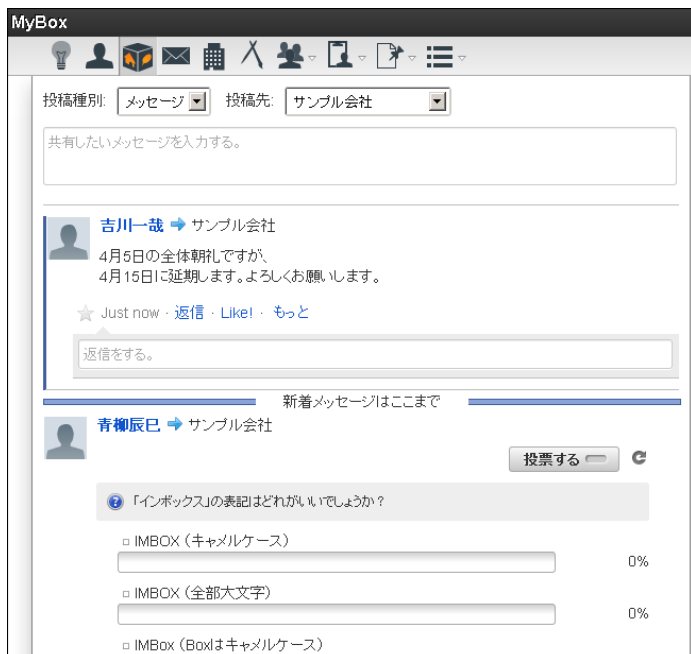 MyBox
投稿種別: メッセージ 投稿先: サンプル会社
共有したいメッセージを入力する。
吉川一哉 サンプル会社
4月5日の全体朝礼ですが、
4月15日に延期します。よろしくお願いします。
Just now · 返信 · Like! · もっと
返信をする。
新着メッセージはここまで
青柳辰巳 サンプル会社
投票する
「インボックス」の表記はどれがいいでしょうか？
IMBOX (キャメルケース)
0%
IMBOX (全部大文字)
0%
IMBox (Boxはキャメルケース)